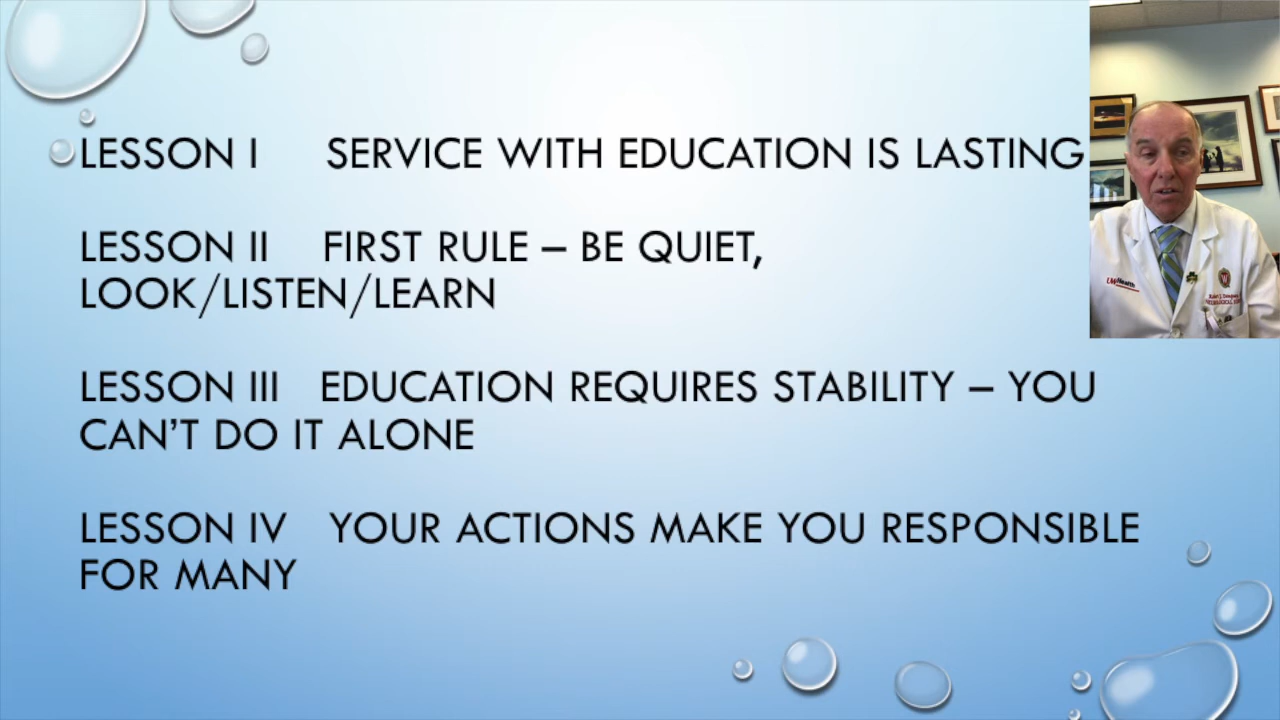 LESSON I SERVICE WITH EDUCATION IS LASTING
LESSON II FIRST RULE – BE QUIET,
LOOK/LISTEN/LEARN
LESSON III EDUCATION REQUIRES STABILITY – YOU
CAN'T DO IT ALONE
LESSON IV YOUR ACTIONS MAKE YOU RESPONSIBLE
FOR MANY
UWHealth
W